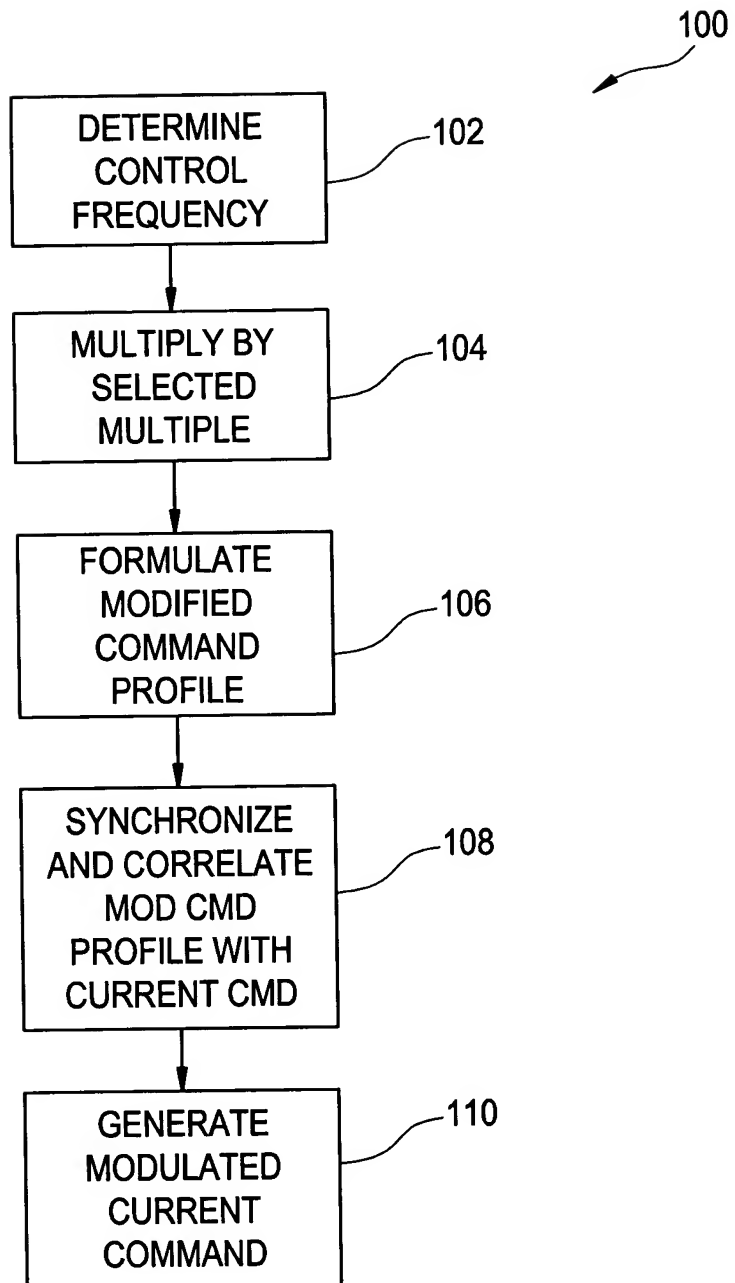 100
DETERMINE
CONTROL
FREQUENCY
102
MULTIPLY BY
SELECTED
MULTIPLE
104
FORMULATE
MODIFIED
COMMAND
PROFILE
106
SYNCHRONIZE
AND CORRELATE
MOD CMD
PROFILE WITH
CURRENT CMD
108
GENERATE
MODULATED
CURRENT
COMMAND
110